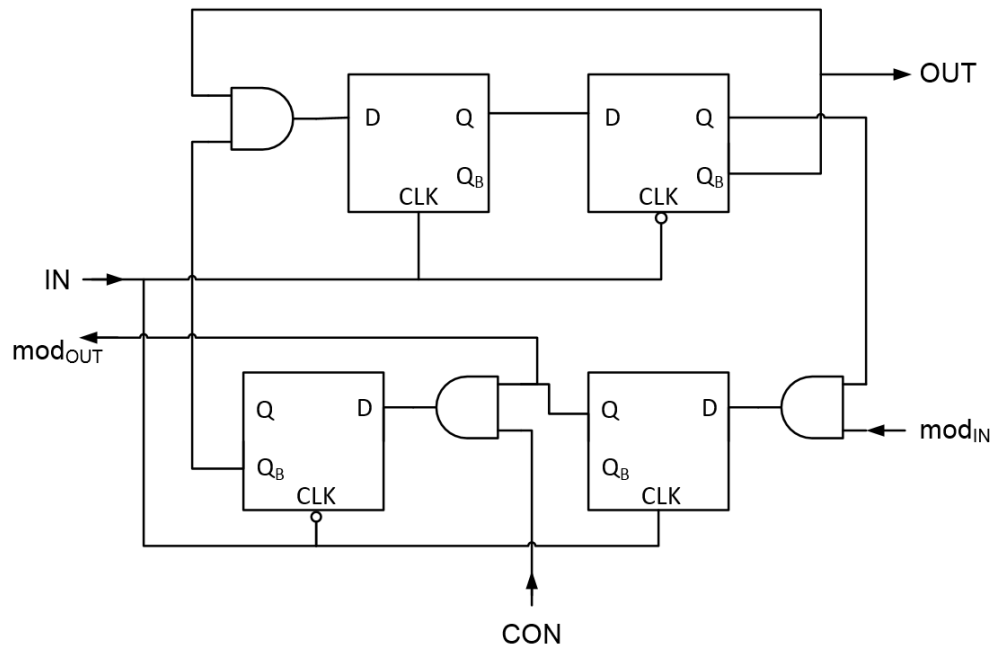 OUT
D Q D Q
Q_B Q_B
CLK CLK
IN
mod_OUT
Q D Q D
mod_IN
Q_B Q_B
CLK CLK
CON